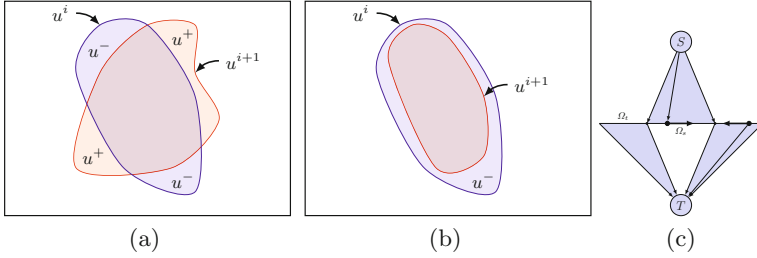 u^i
u^-
u^+
u^{i+1}
u^+
u^-
(a)
u^i
u^{i+1}
u^-
(b)
S
Ω_t
Ω_s
T
(c)